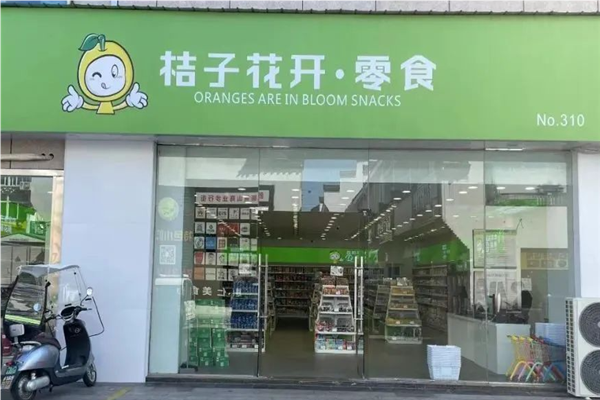 桔子花开·零食
ORANGES ARE IN BLOOM SNACKS
No.310